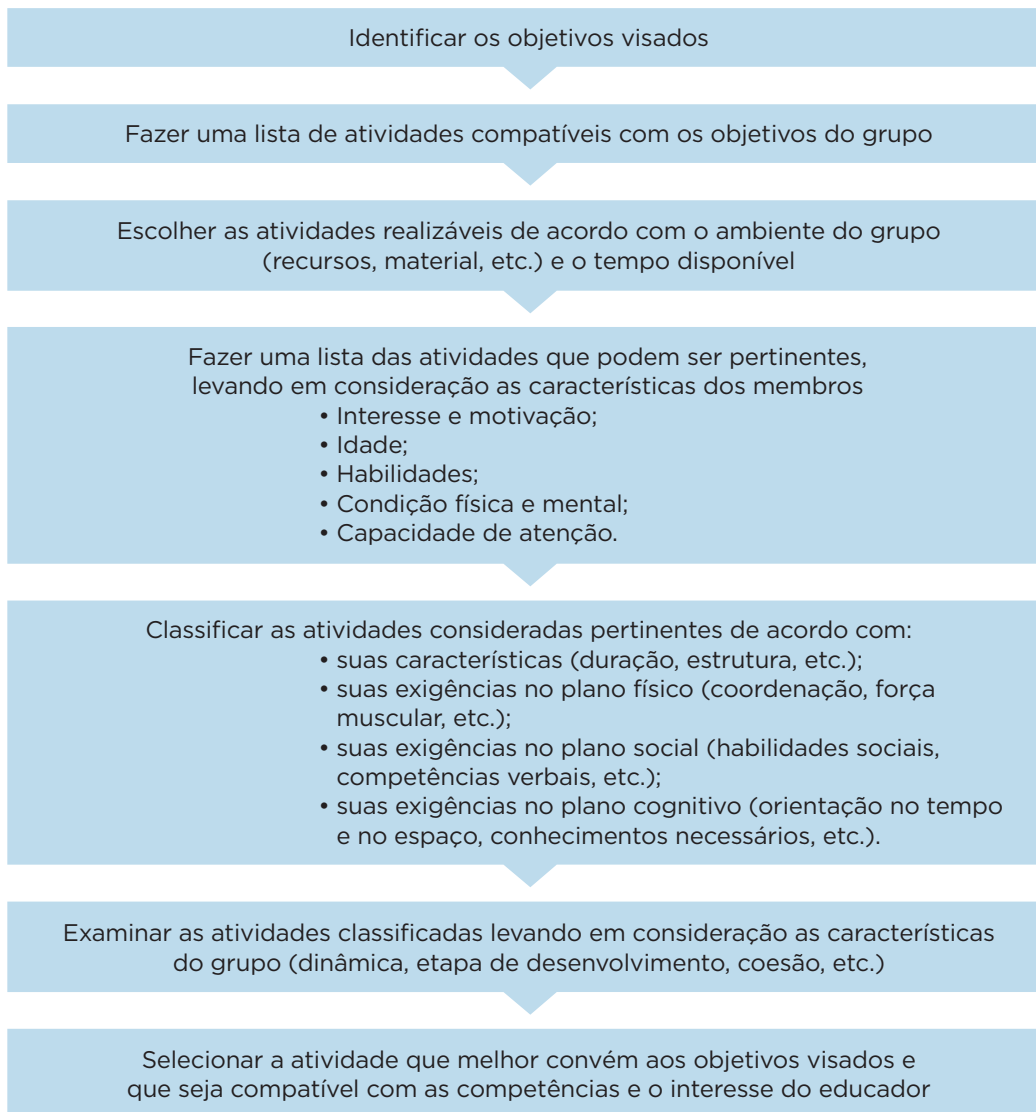 Identificar os objetivos visados
Fazer uma lista de atividades compatíveis com os objetivos do grupo
Escolher as atividades realizáveis de acordo com o ambiente do grupo
(recursos, material, etc.) e o tempo disponível
Fazer uma lista das atividades que podem ser pertinentes,
levando em consideração as características dos membros
• Interesse e motivação;
• Idade;
• Habilidades;
• Condição física e mental;
• Capacidade de atenção.
Classificar as atividades consideradas pertinentes de acordo com:
• suas características (duração, estrutura, etc.);
• suas exigências no plano físico (coordenação, força
muscular, etc.);
• suas exigências no plano social (habilidades sociais,
competências verbais, etc.);
• suas exigências no plano cognitivo (orientação no tempo
e no espaço, conhecimentos necessários, etc.).
Examinar as atividades classificadas levando em consideração as características
do grupo (dinâmica, etapa de desenvolvimento, coesão, etc.)
Selecionar a atividade que melhor convém aos objetivos visados e
que seja compatível com as competências e o interesse do educador